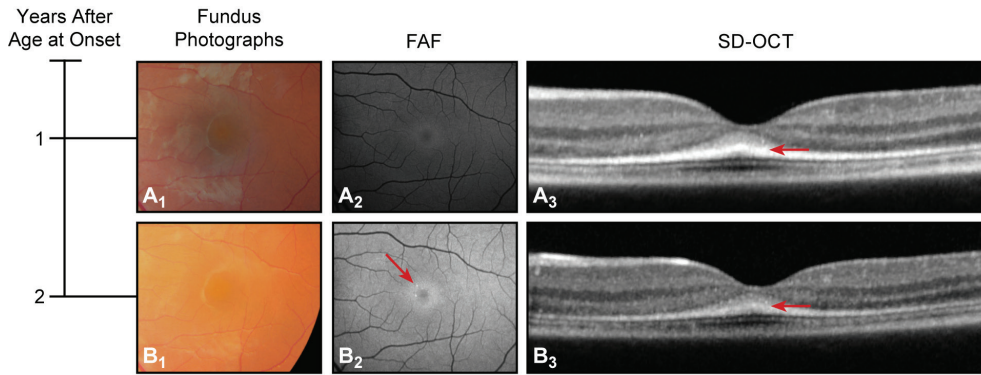 Years After
Age at Onset
Fundus
Photographs
FAF
SD-OCT
1
A1
A2
A3
2
B1
B2
B3